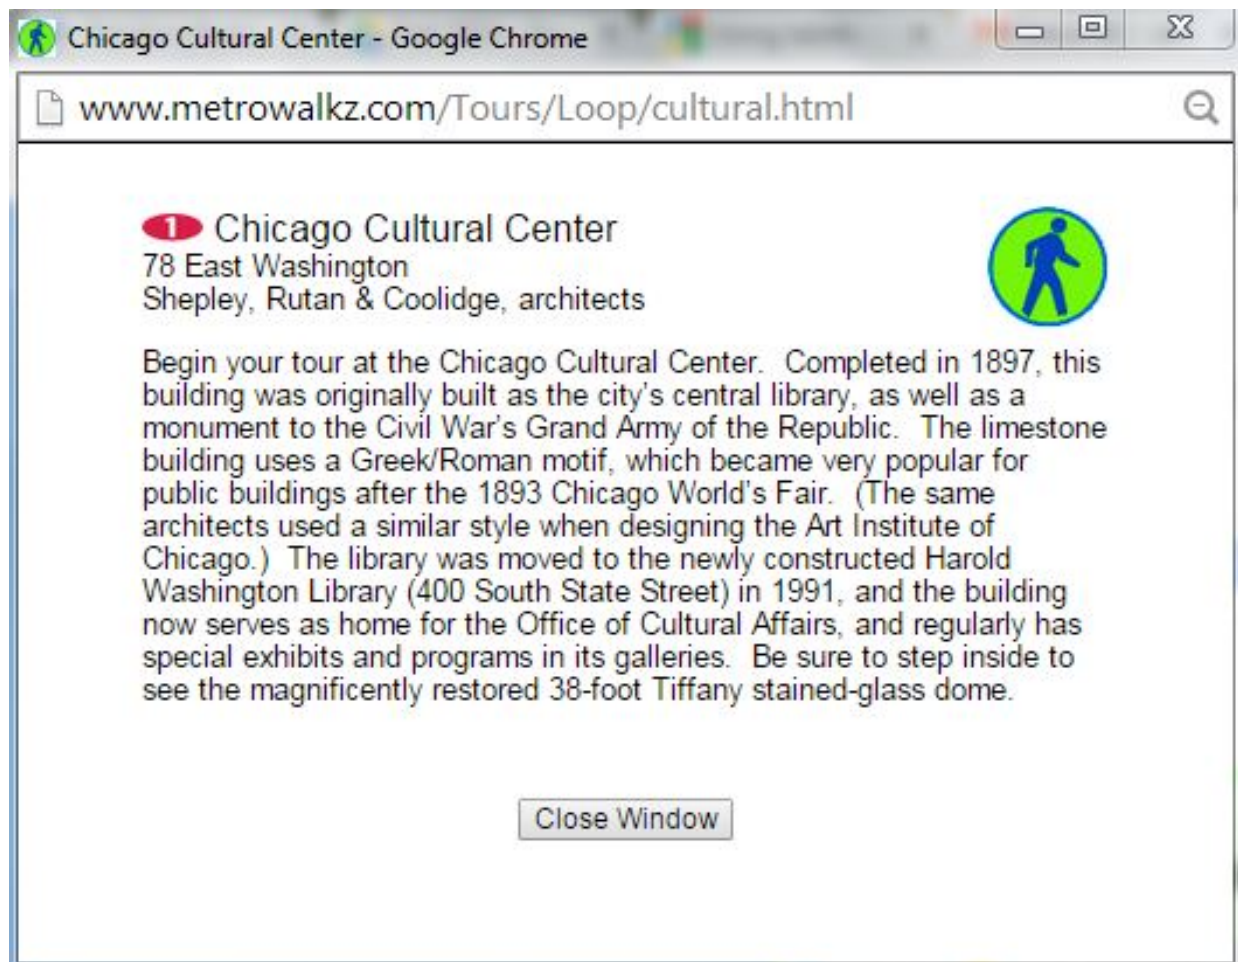 Chicago Cultural Center - Google Chrome
www.metrowalkz.com/Tours/Loop/cultural.html
1 Chicago Cultural Center
78 East Washington
Shepley, Rutan & Coolidge, architects
Begin your tour at the Chicago Cultural Center.  Completed in 1897, this
building was originally built as the city's central library, as well as a
monument to the Civil War's Grand Army of the Republic.  The limestone
building uses a Greek/Roman motif, which became very popular for
public buildings after the 1893 Chicago World's Fair.  (The same
architects used a similar style when designing the Art Institute of
Chicago.)  The library was moved to the newly constructed Harold
Washington Library (400 South State Street) in 1991, and the building
now serves as home for the Office of Cultural Affairs, and regularly has
special exhibits and programs in its galleries.  Be sure to step inside to
see the magnificently restored 38-foot Tiffany stained-glass dome.
Close Window